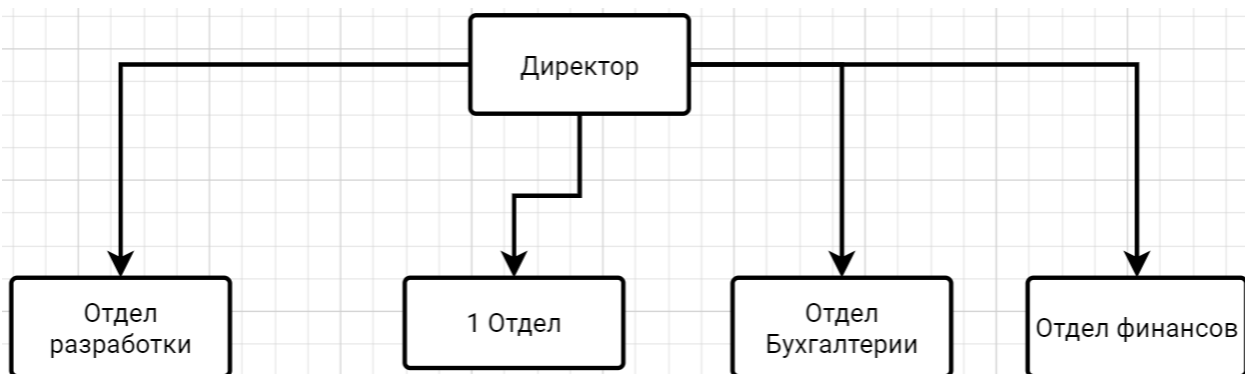 Директор
Отдел
разработки
1 Отдел
Отдел
Бухгалтерии
Отдел финансов